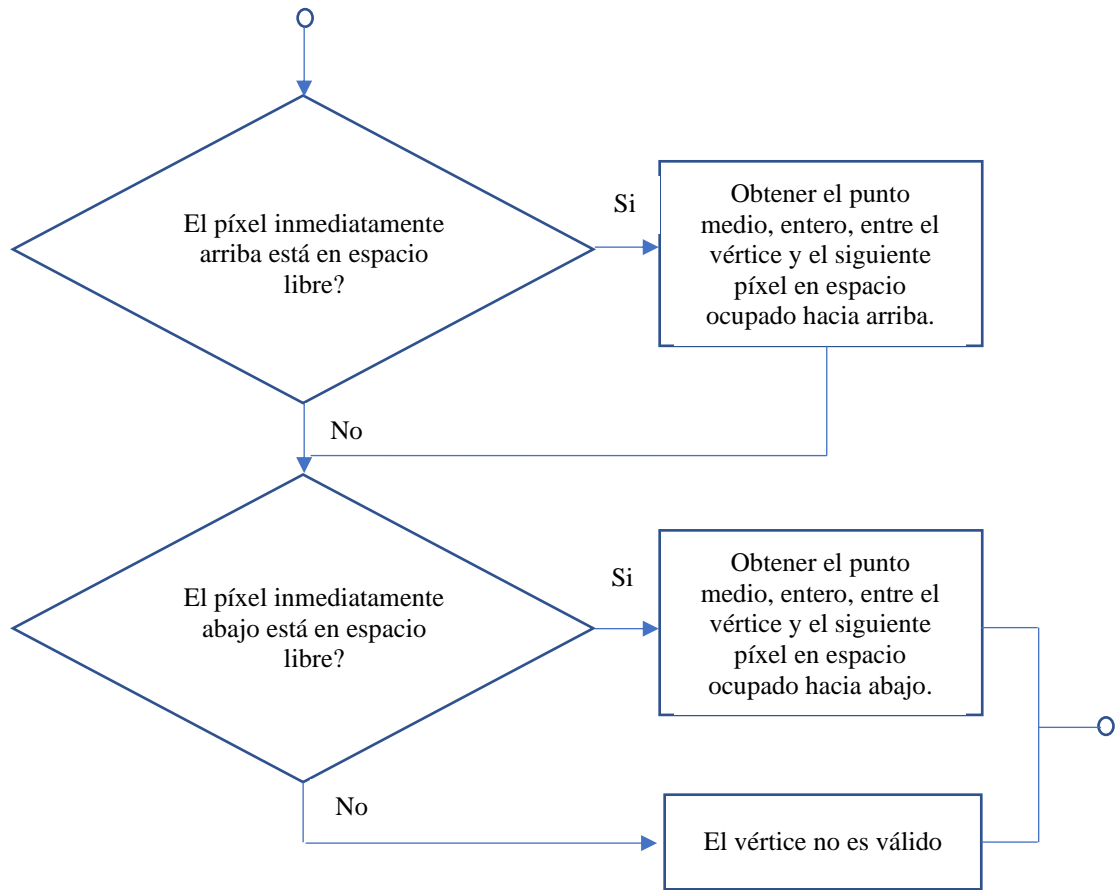 El píxel inmediatamente
arriba está en espacio
libre?
Si
Obtener el punto
medio, entero, entre el
vértice y el siguiente
píxel en espacio
ocupado hacia arriba.
No
El píxel inmediatamente
abajo está en espacio
libre?
Si
Obtener el punto
medio, entero, entre el
vértice y el siguiente
píxel en espacio
ocupado hacia abajo.
No
El vértice no es válido